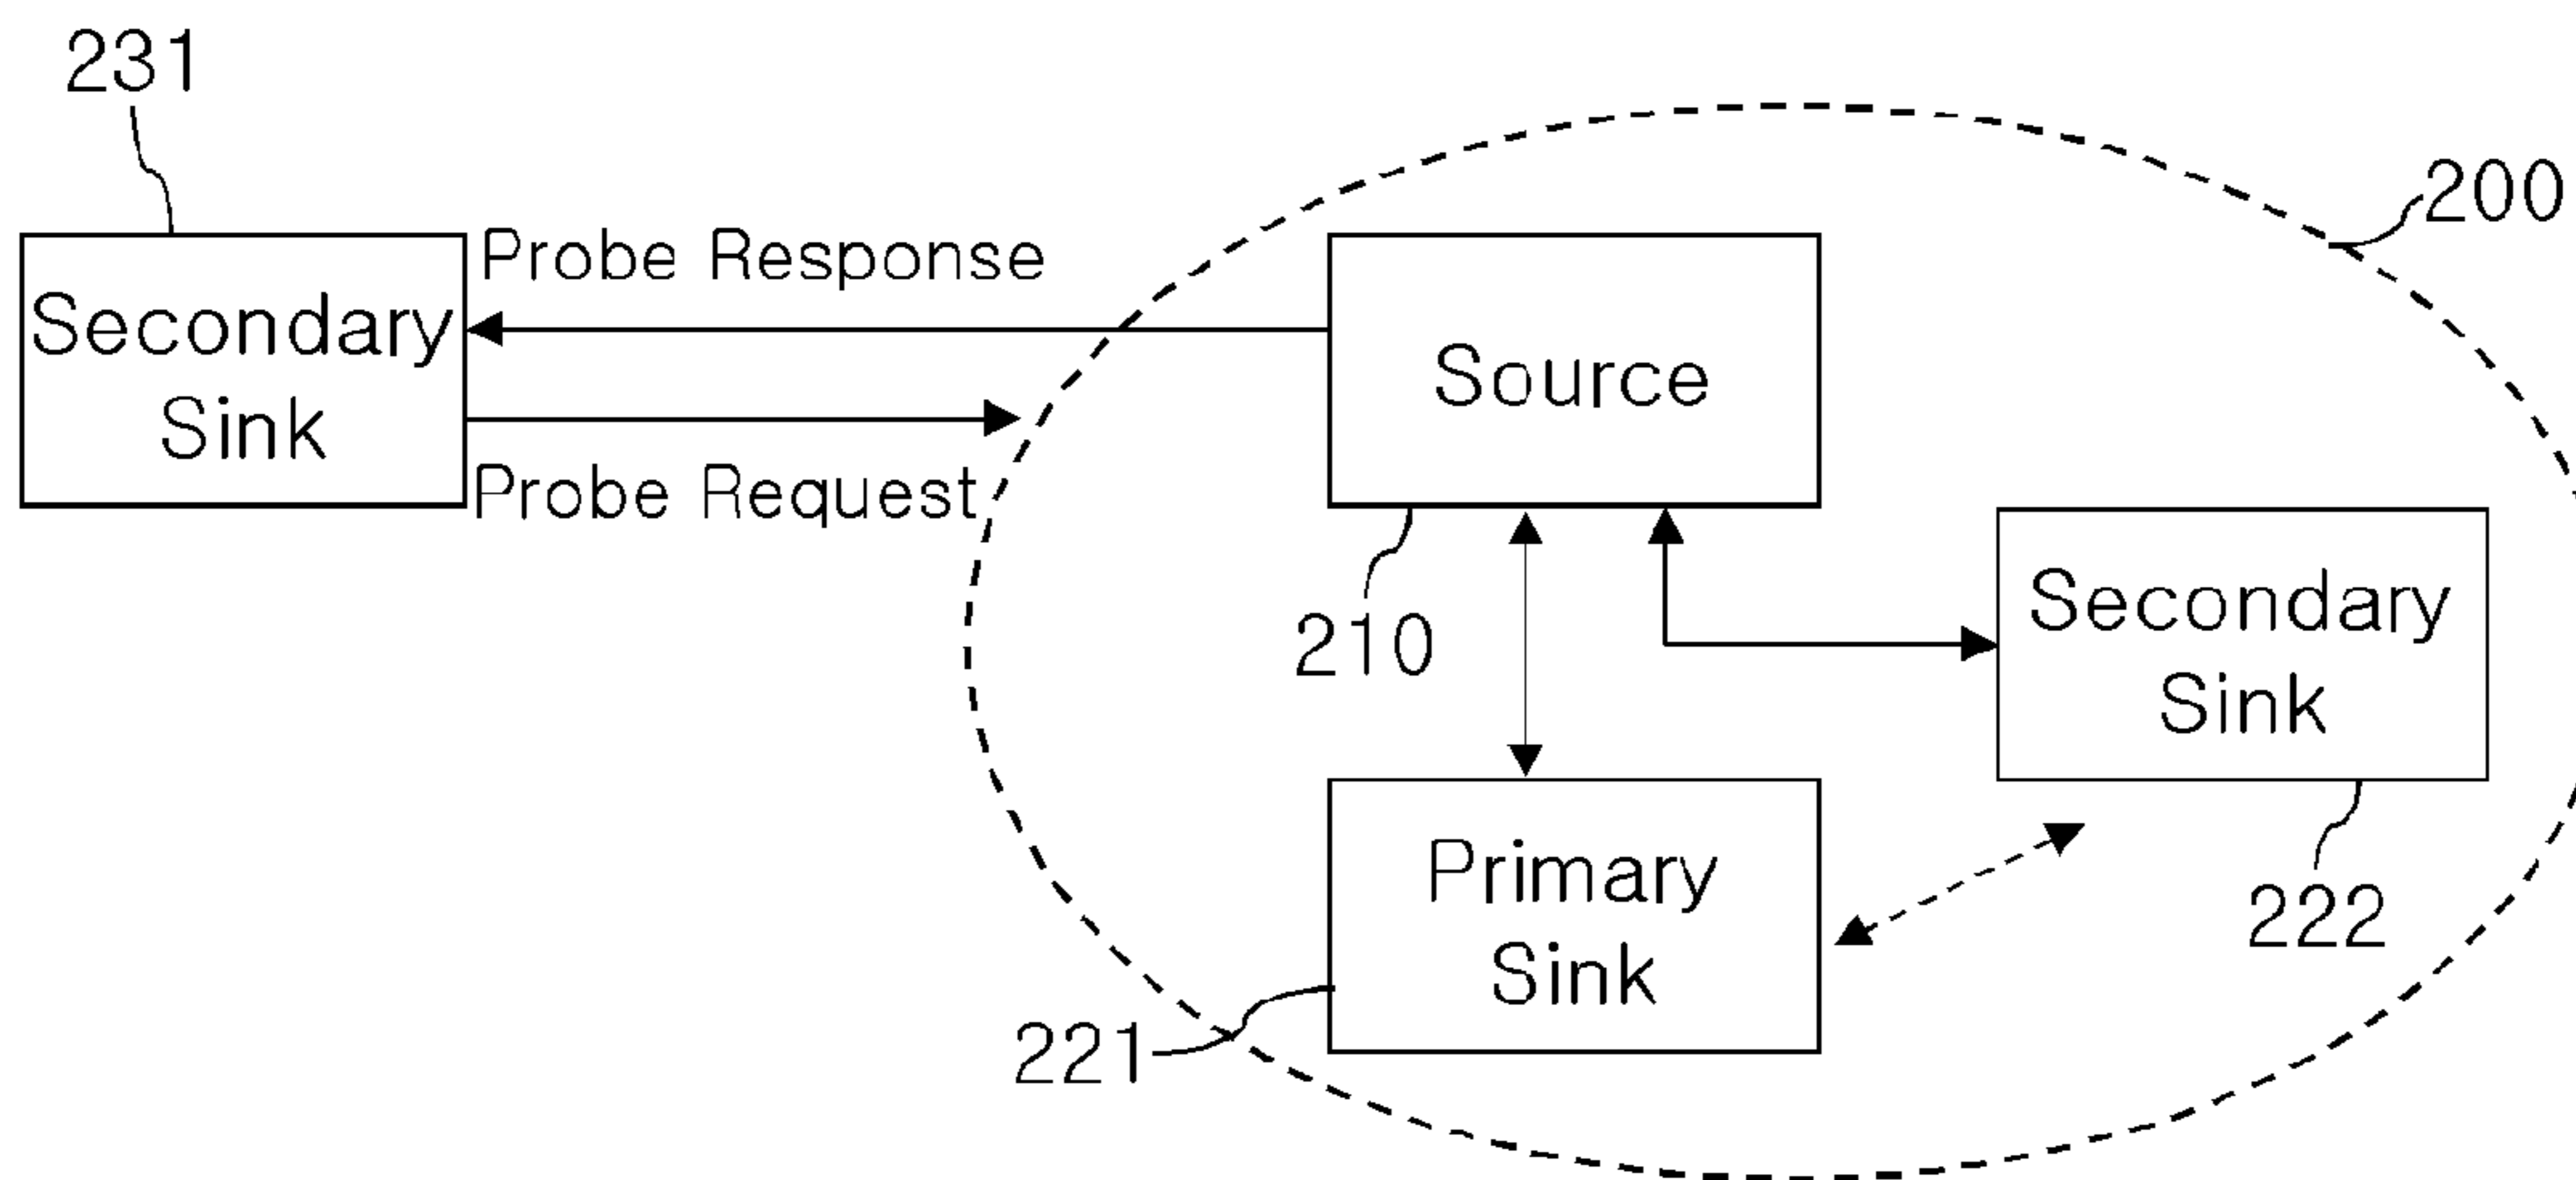 231
200
Probe Response
Secondary
Sink
Source
Probe Request
210
Secondary
Sink
Primary
Sink
222
221